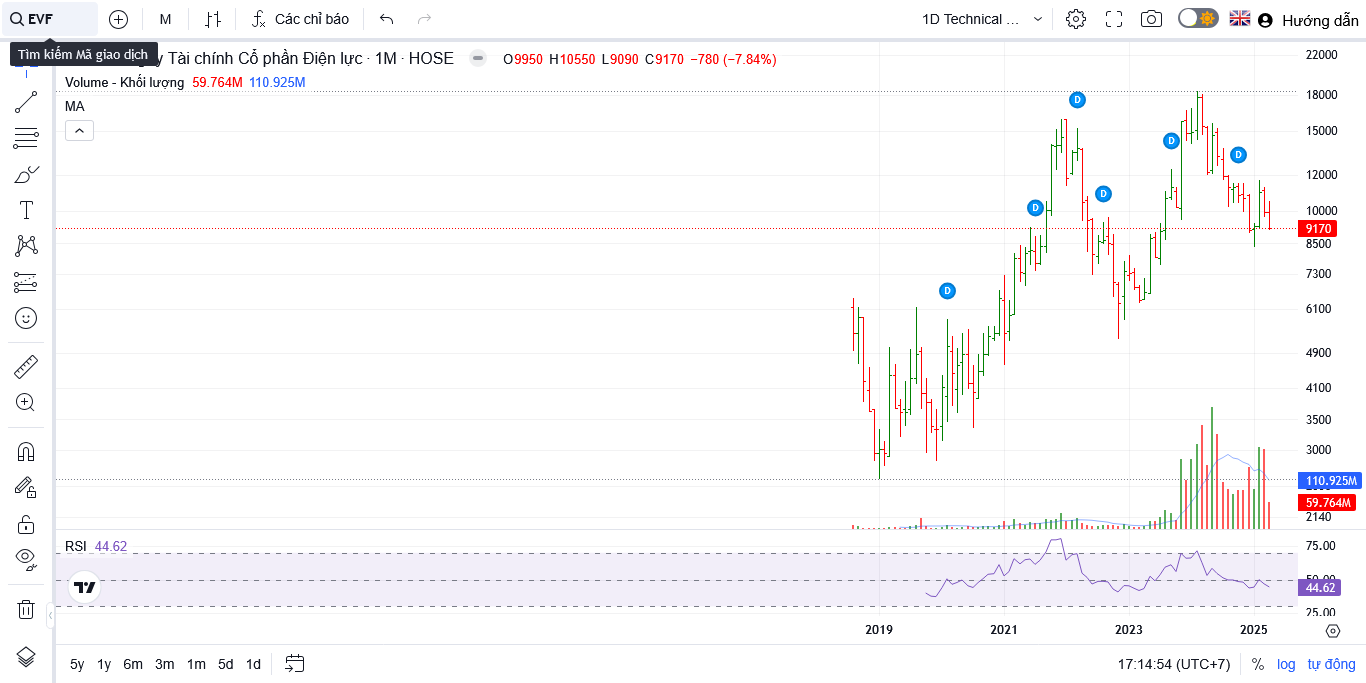 EVF
M
Các chỉ báo
1D Technical ...
Hướng dẫn
Tìm kiếm Mã giao dịch
Tài chính Cổ phần Điện lực · 1M · HOSE
O9950 H10550 L9090 C9170 −780 (−7.84%)
Volume - Khối lượng 59.764M 110.925M
MA
22000
18000
15000
12000
10000
9170
8500
7300
6100
4900
4100
3500
3000
110.925M
59.764M
2140
D
D
D
D
D
D
RSI 44.62
75.00
50.00
44.62
25.00
2019
2021
2023
2025
5y 1y 6m 3m 1m 5d 1d
17:14:54 (UTC+7)
%
log
tự động